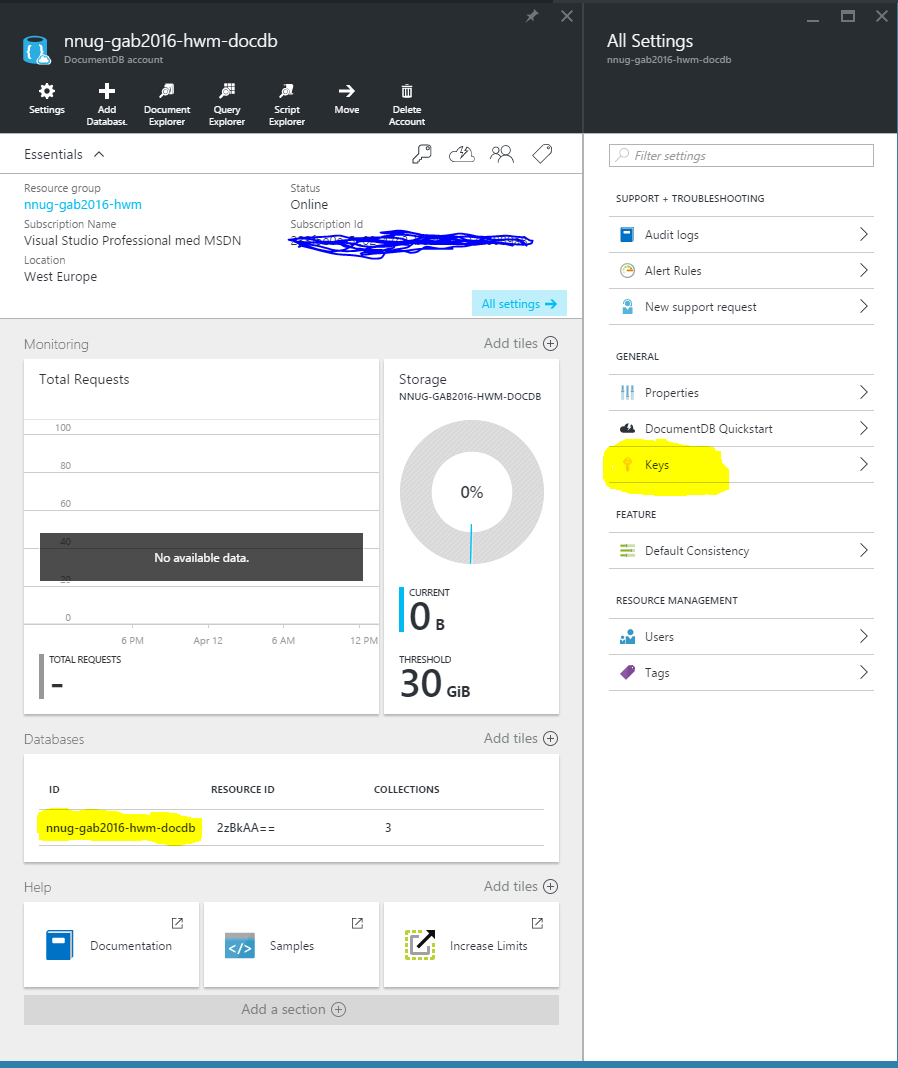 nnug-gab2016-hwm-docdb
DocumentDB account
Settings
Add Database
Document Explorer
Query Explorer
Script Explorer
Move
Delete Account
Essentials
Resource group
nnug-gab2016-hwm
Status
Online
Subscription Name
Visual Studio Professional med MSDN
Subscription Id
Location
West Europe
All settings
Monitoring
Add tiles
Total Requests
100
80
60
40
20
0
No available data.
6 PM
Apr 12
6 AM
12 PM
TOTAL REQUESTS
-
Storage
NNUG-GAB2016-HWM-DOCDB
0%
CURRENT
0 B
THRESHOLD
30 GiB
Databases
Add tiles
ID
RESOURCE ID
COLLECTIONS
nnug-gab2016-hwm-docdb
2zBkAA==
3
Help
Add tiles
Documentation
Samples
Increase Limits
Add a section
All Settings
nnug-gab2016-hwm-docdb
Filter settings
SUPPORT + TROUBLESHOOTING
Audit logs
Alert Rules
New support request
GENERAL
Properties
DocumentDB Quickstart
Keys
FEATURE
Default Consistency
RESOURCE MANAGEMENT
Users
Tags